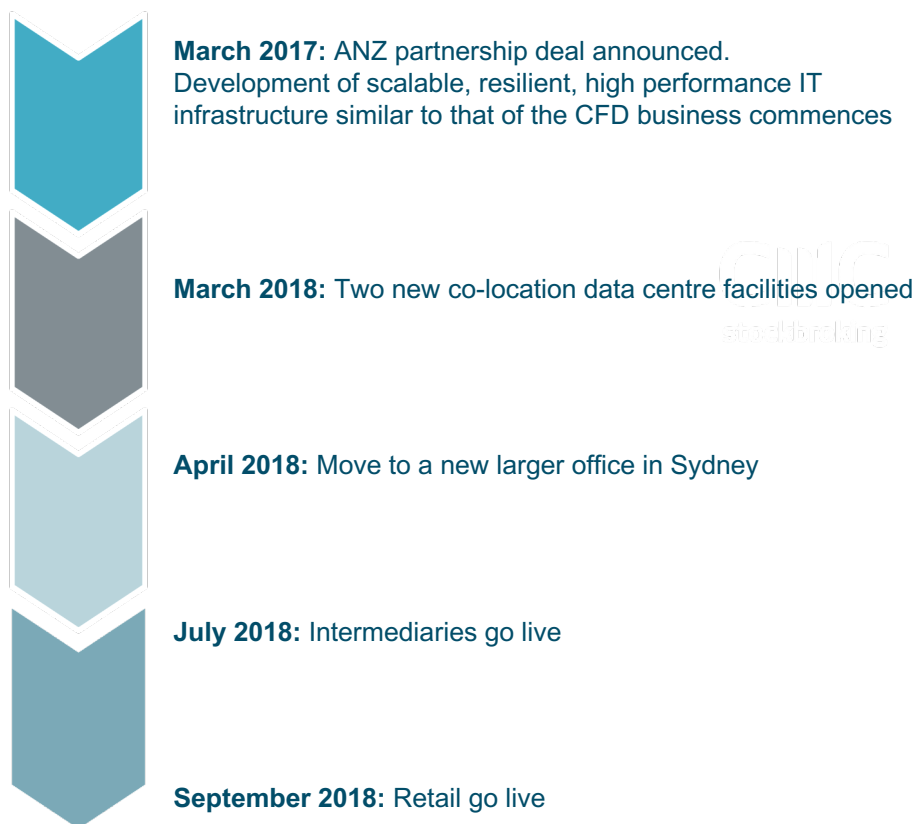 March 2017: ANZ partnership deal announced.
Development of scalable, resilient, high performance IT
infrastructure similar to that of the CFD business commences
March 2018: Two new co-location data centre facilities opened
cmc
stockbroking
April 2018: Move to a new larger office in Sydney
July 2018: Intermediaries go live
September 2018: Retail go live